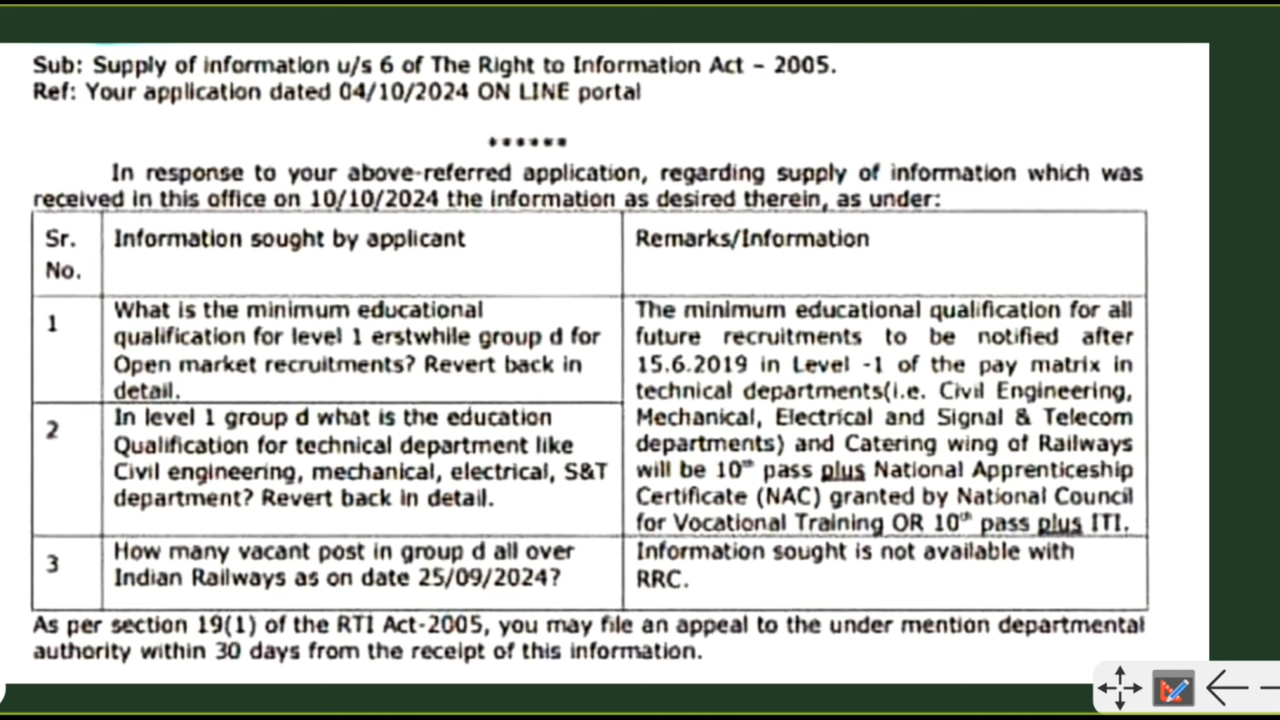 Sub: Supply of information u/s 6 of The Right to Information Act – 2005.
Ref: Your application dated 04/10/2024 ON LINE portal
******
In response to your above-referred application, regarding supply of information which was
received in this office on 10/10/2024 the information as desired therein, as under:
Sr. No.
Information sought by applicant
Remarks/Information
1
What is the minimum educational
qualification for level 1 erstwhile group d for
Open market recruitments? Revert back in
detail.
2
In level 1 group d what is the education
Qualification for technical department like
Civil engineering, mechanical, electrical, S&T
department? Revert back in detail.
The minimum educational qualification for all
future recruitments to be notified after
15.6.2019 in Level -1 of the pay matrix in
technical departments(i.e. Civil Engineering,
Mechanical, Electrical and Signal & Telecom
departments) and Catering wing of Railways
will be 10th pass plus National Apprenticeship
Certificate (NAC) granted by National Council
for Vocational Training OR 10th pass plus ITI.
3
How many vacant post in group d all over
Indian Railways as on date 25/09/2024?
Information sought is not available with
RRC.
As per section 19(1) of the RTI Act-2005, you may file an appeal to the under mention departmental
authority within 30 days from the receipt of this information.